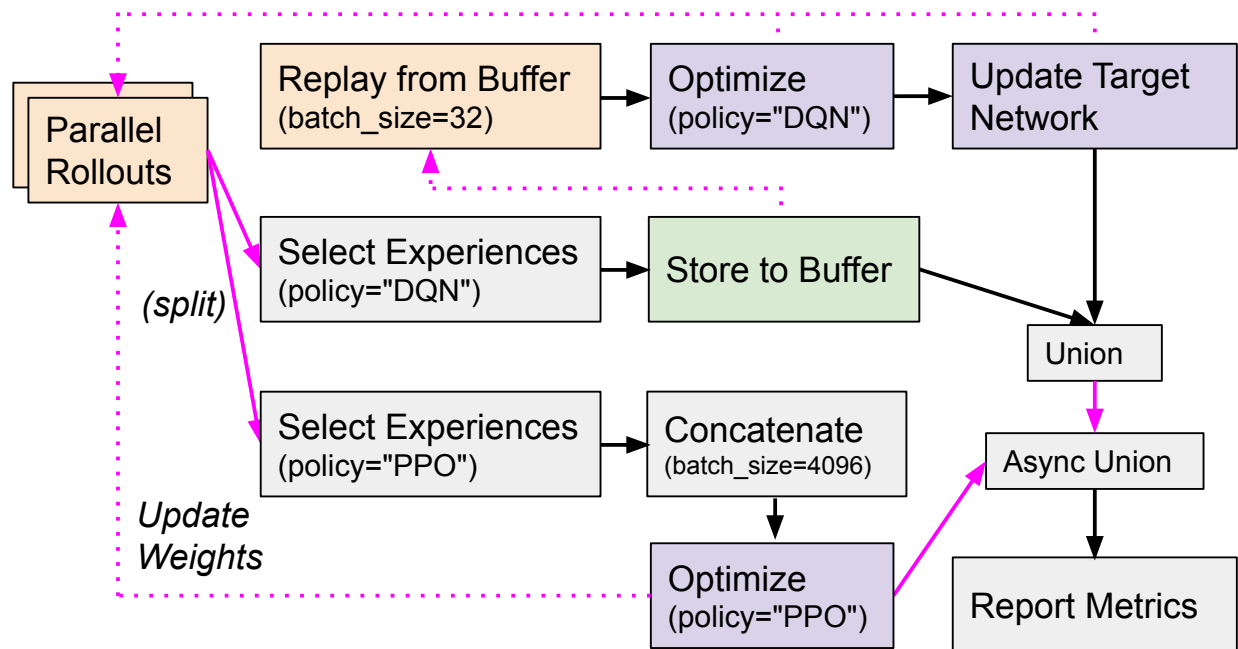 Parallel
Rollouts
Replay from Buffer
(batch_size=32)
Optimize
(policy="DQN")
Update Target
Network
(split)
Select Experiences
(policy="DQN")
Store to Buffer
Union
Select Experiences
(policy="PPO")
Concatenate
(batch_size=4096)
Async Union
Update
Weights
Optimize
(policy="PPO")
Report Metrics